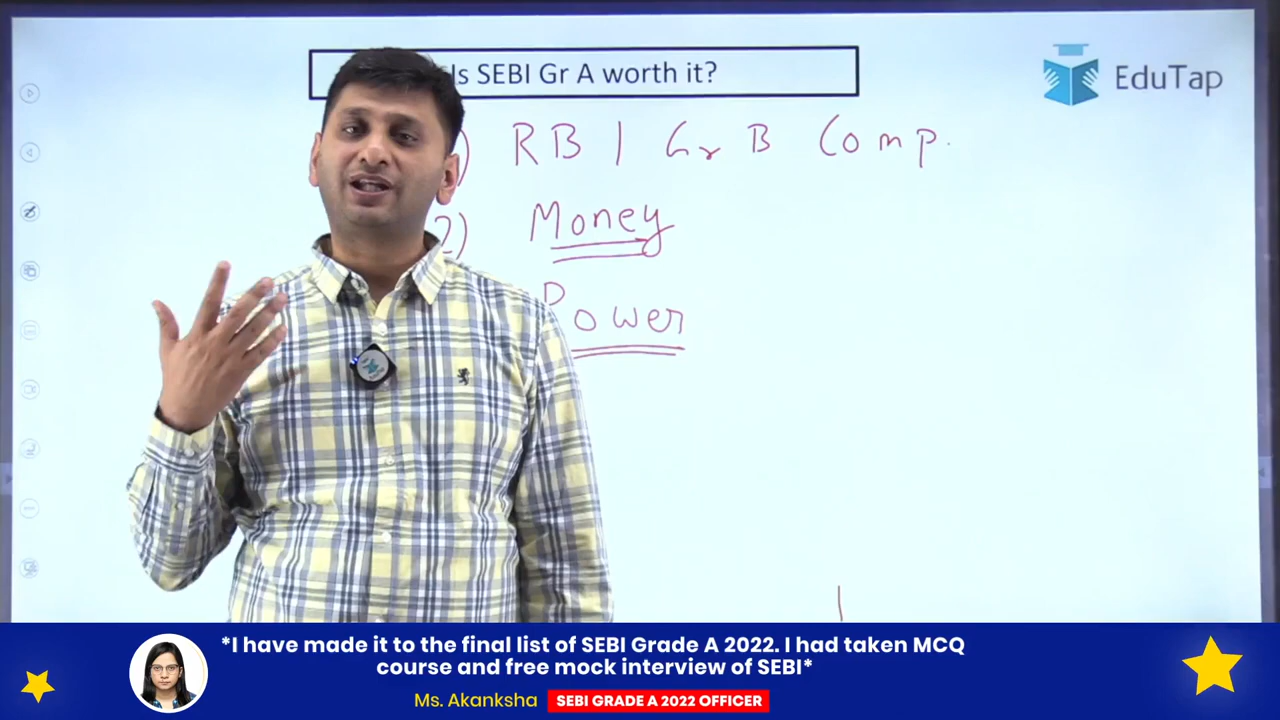 Is SEBI Gr A worth it?
EduTap
) RBI Gr B Comp.
2) Money
Power
*I have made it to the final list of SEBI Grade A 2022. I had taken MCQ
course and free mock interview of SEBI*
Ms. Akanksha SEBI GRADE A 2022 OFFICER